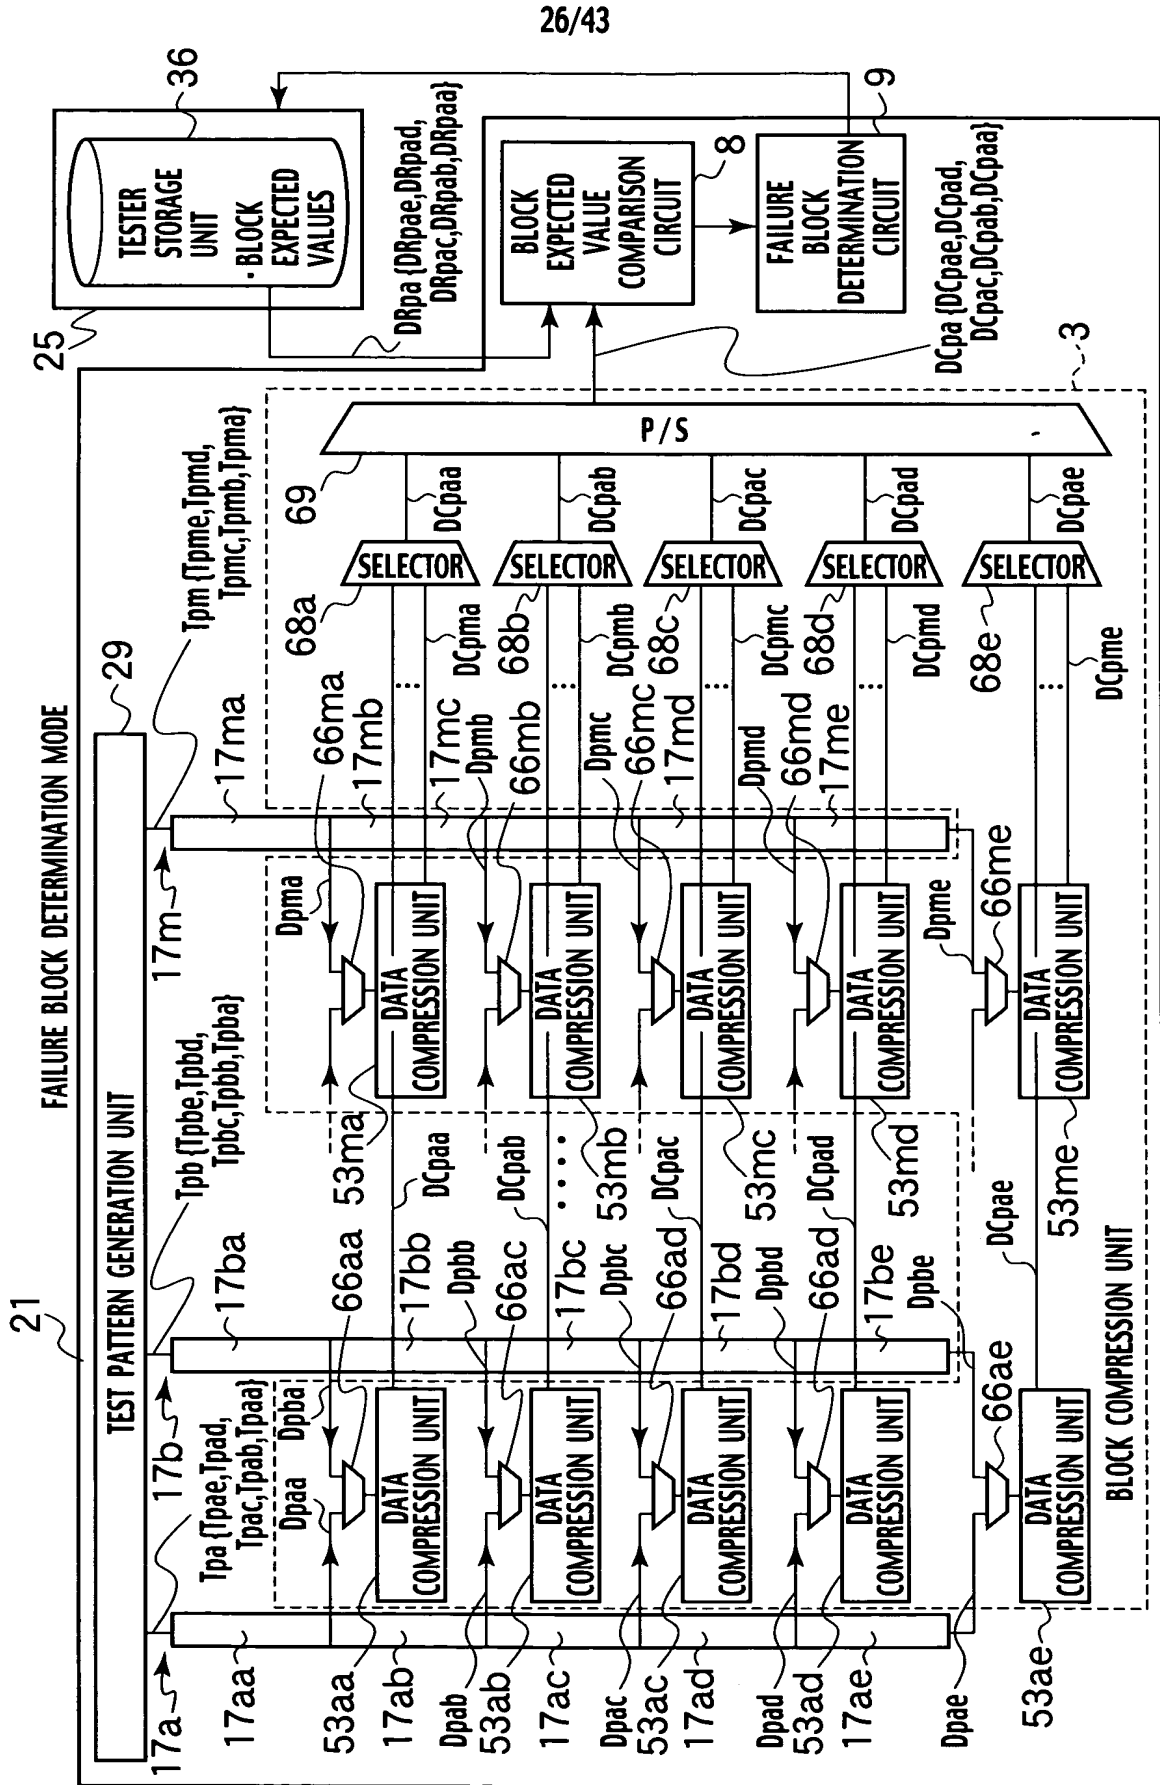 26/43
FAILURE BLOCK DETERMINATION MODE
21
TEST PATTERN GENERATION UNIT
29
25
TESTER
STORAGE
UNIT
· BLOCK
EXPECTED
VALUES
36
17a
Tpa {Tpae,Tpad,
Tpac,Tpab,Tpaa}
17b
Tpb {Tpbe,Tpbd,
Tpbc,Tpbb,Tpba}
17m
Tpm {Tpme,Tpmd,
Tpmc,Tpmb,Tpma}
DRpa {DRpae,DRpad,
DRpac,DRpab,DRpaa}
BLOCK
EXPECTED
VALUE
COMPARISON
CIRCUIT
8
FAILURE
BLOCK
DETERMINATION
CIRCUIT
9
DCpa {DCpae,DCpad,
DCpac,DCpab,DCpaa}
17aa
53aa
17ab
Dpab
53ab
17ac
Dpac
53ac
17ad
Dpad
53ad
17ae
Dpae
53ae
Dpaa
Dpba
DATA
COMPRESSION UNIT
DATA
COMPRESSION UNIT
DATA
COMPRESSION UNIT
DATA
COMPRESSION UNIT
DATA
COMPRESSION UNIT
17ba
66aa
17bb
Dpbb
66ac
17bc
Dpbc
66ad
17bd
Dpbd
66ad
17be
Dpbe
66ae
53ma
DCpaa
DCpab
53mb
DCpac
53mc
DCpad
53md
DCpae
53me
Dpma
DATA
COMPRESSION UNIT
DATA
COMPRESSION UNIT
DATA
COMPRESSION UNIT
DATA
COMPRESSION UNIT
DATA
COMPRESSION UNIT
17ma
66ma
17mb
17mc
Dpmb
66mb
Dpmc
66mc
17md
Dpmd
66md
17me
Dpme
66me
68a
DCpma
68b
DCpmb
68c
DCpmc
68d
DCpmd
68e
DCpme
SELECTOR
SELECTOR
SELECTOR
SELECTOR
SELECTOR
69
DCpaa
DCpab
DCpac
DCpad
DCpae
P/S
3
BLOCK COMPRESSION UNIT